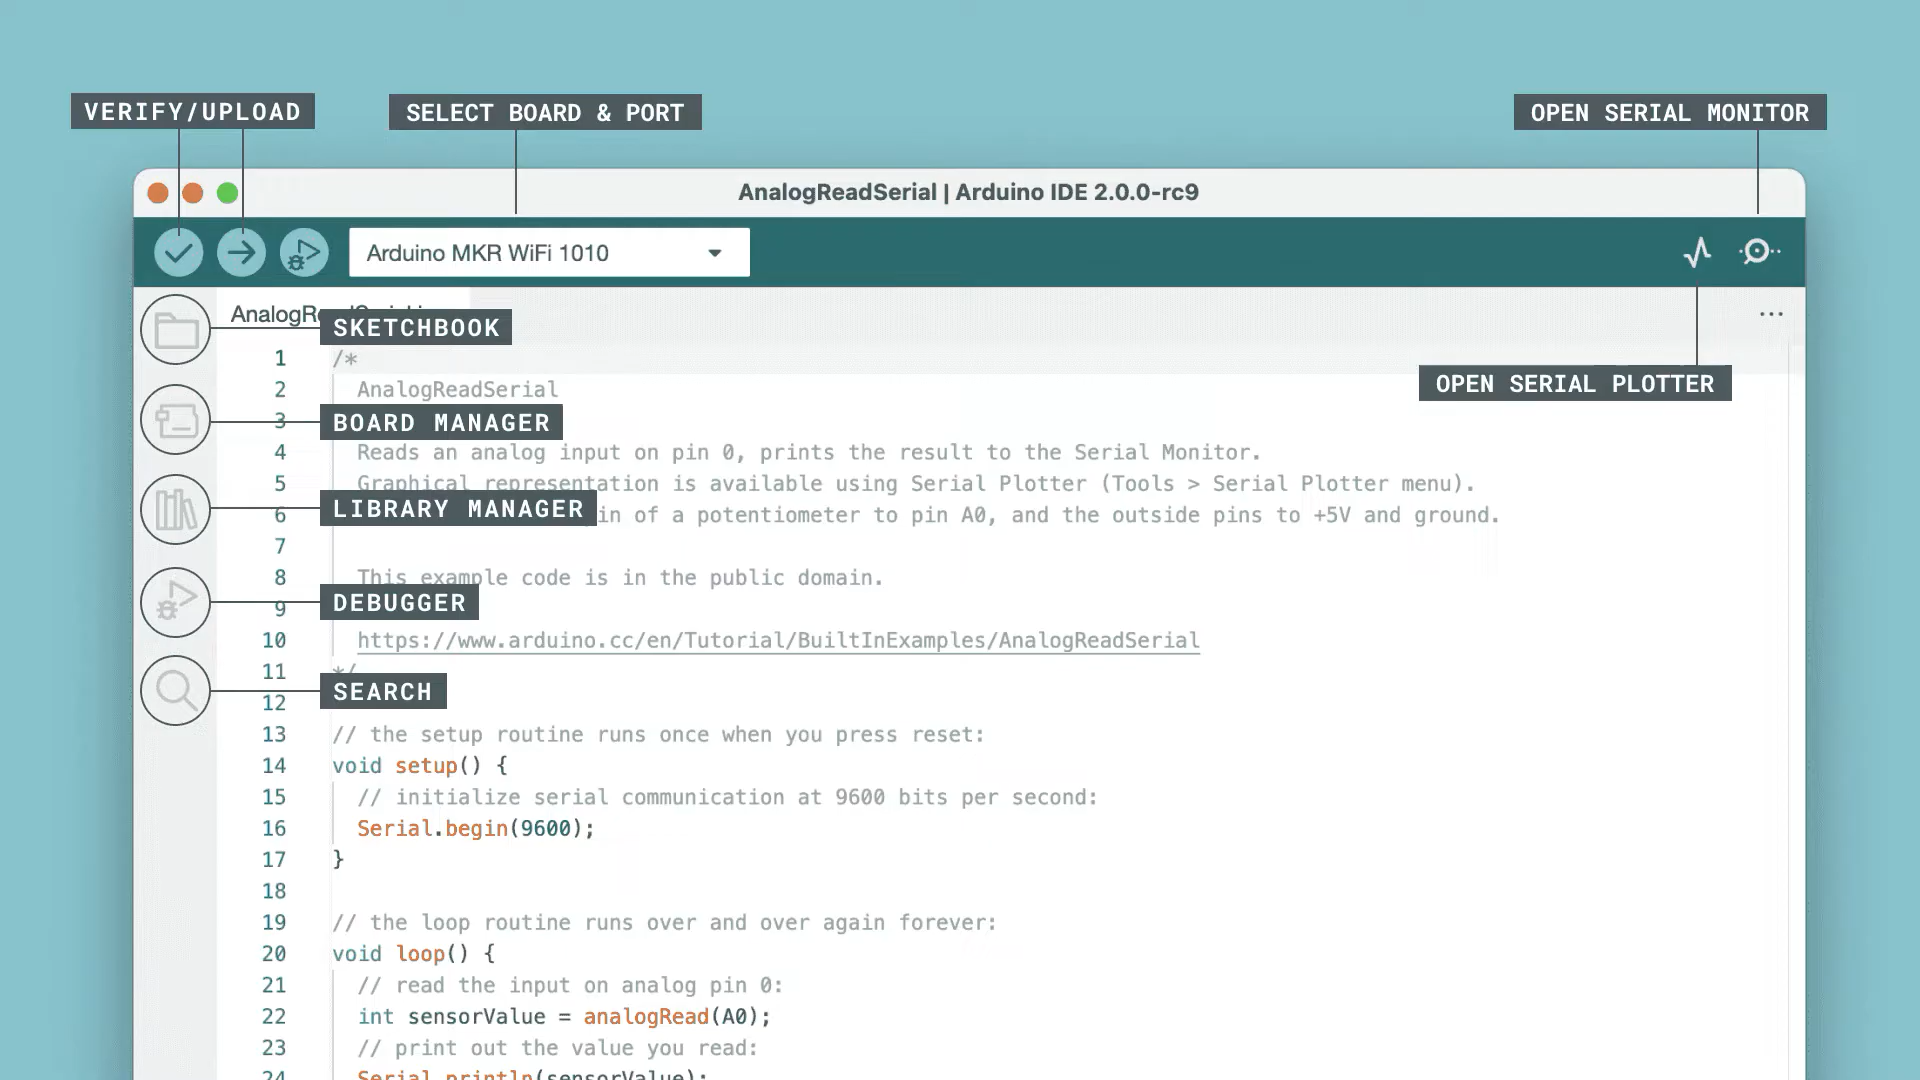 VERIFY/UPLOAD
SELECT BOARD & PORT
OPEN SERIAL MONITOR
AnalogReadSerial | Arduino IDE 2.0.0-rc9
Arduino MKR WiFi 1010
SKETCHBOOK
1 /*
2 AnalogReadSerial
OPEN SERIAL PLOTTER
3
BOARD MANAGER
4 Reads an analog input on pin 0, prints the result to the Serial Monitor.
5 Graphical representation is available using Serial Plotter (Tools > Serial Plotter menu).
LIBRARY MANAGER
6 of a potentiometer to pin A0, and the outside pins to +5V and ground.
7
8 This example code is in the public domain.
9
DEBUGGER
10 https://www.arduino.cc/en/Tutorial/BuiltInExamples/AnalogReadSerial
11 */
SEARCH
12
13 // the setup routine runs once when you press reset:
14 void setup() {
15 // initialize serial communication at 9600 bits per second:
16 Serial.begin(9600);
17 }
18
19 // the loop routine runs over and over again forever:
20 void loop() {
21 // read the input on analog pin 0:
22 int sensorValue = analogRead(A0);
23 // print out the value you read:
24 Serial.println(sensorValue);